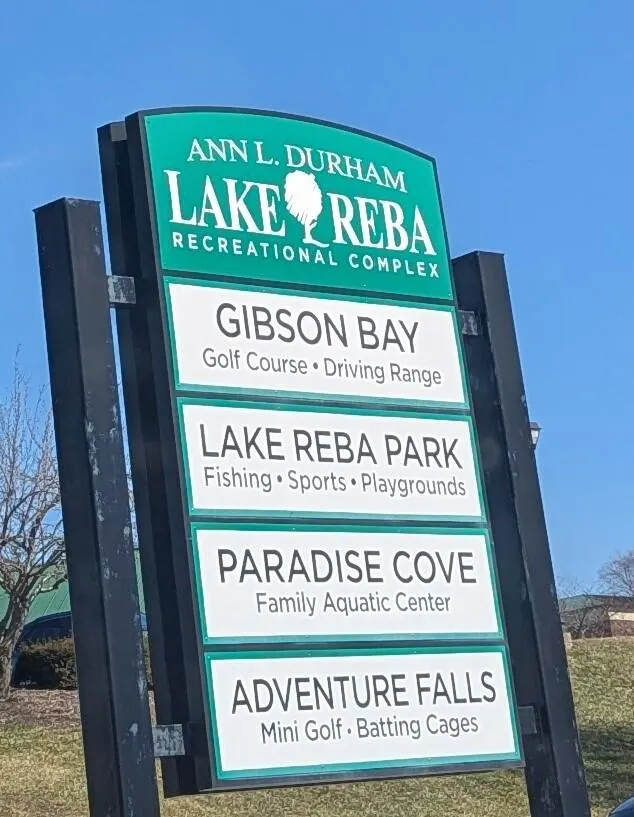 ANN L. DURHAM
LAKE REBA
RECREATIONAL COMPLEX
GIBSON BAY
Golf Course • Driving Range
LAKE REBA PARK
Fishing • Sports • Playgrounds
PARADISE COVE
Family Aquatic Center
ADVENTURE FALLS
Mini Golf • Batting Cages